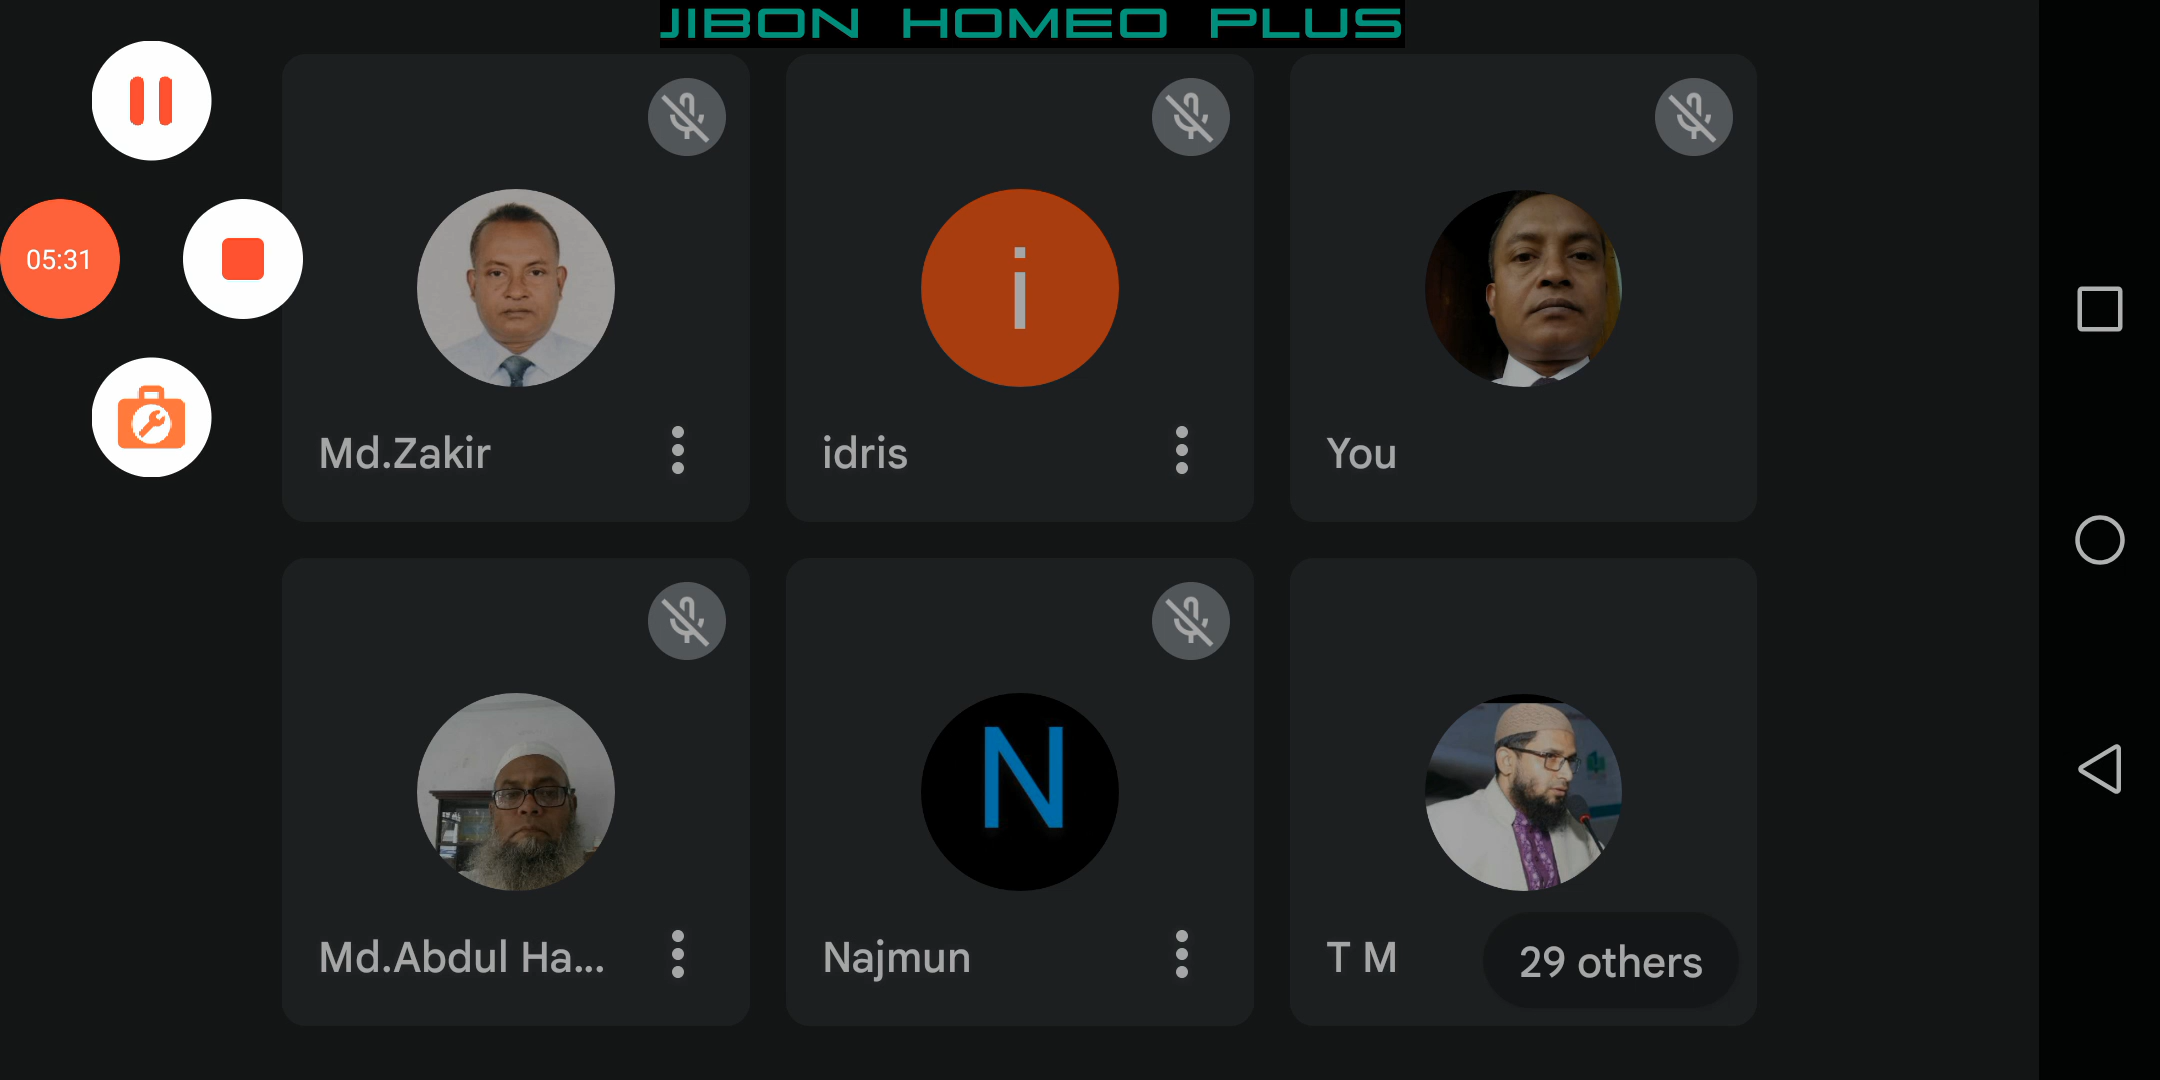 JIBON HOMEO PLUS
05:31
Md.Zakir
i
idris
You
Md.Abdul Ha...
N
Najmun
T M
29 others